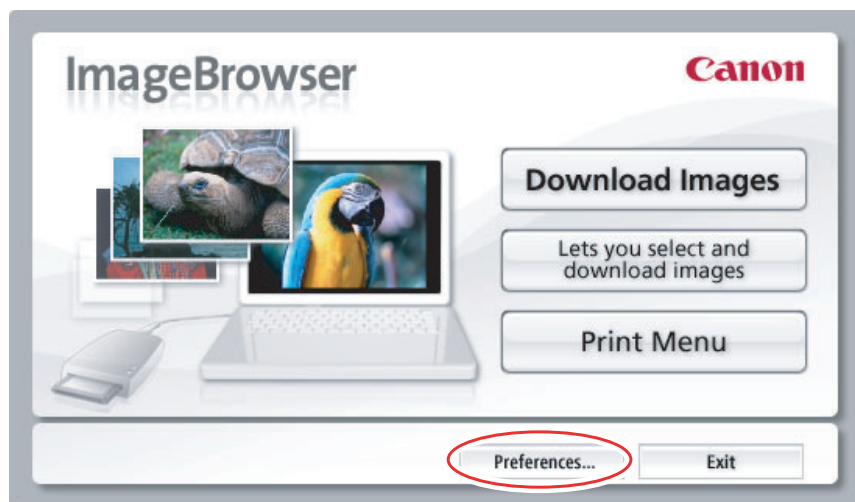 ImageBrowser
Canon
Download Images
Lets you select and
download images
Print Menu
Preferences...
Exit